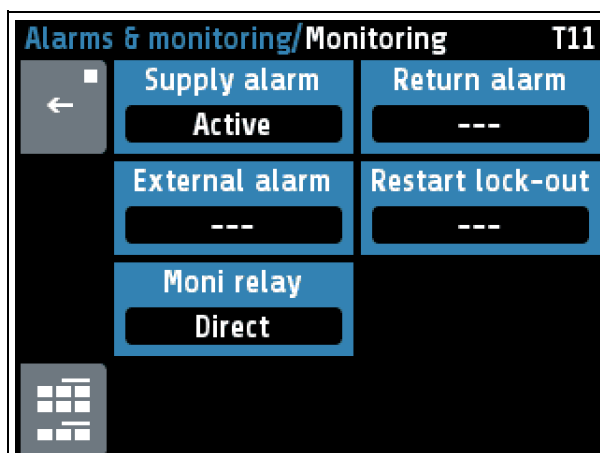 Alarms & monitoring/Monitoring T11
Supply alarm Return alarm
Active ---
External alarm Restart lock-out
--- ---
Moni relay
Direct